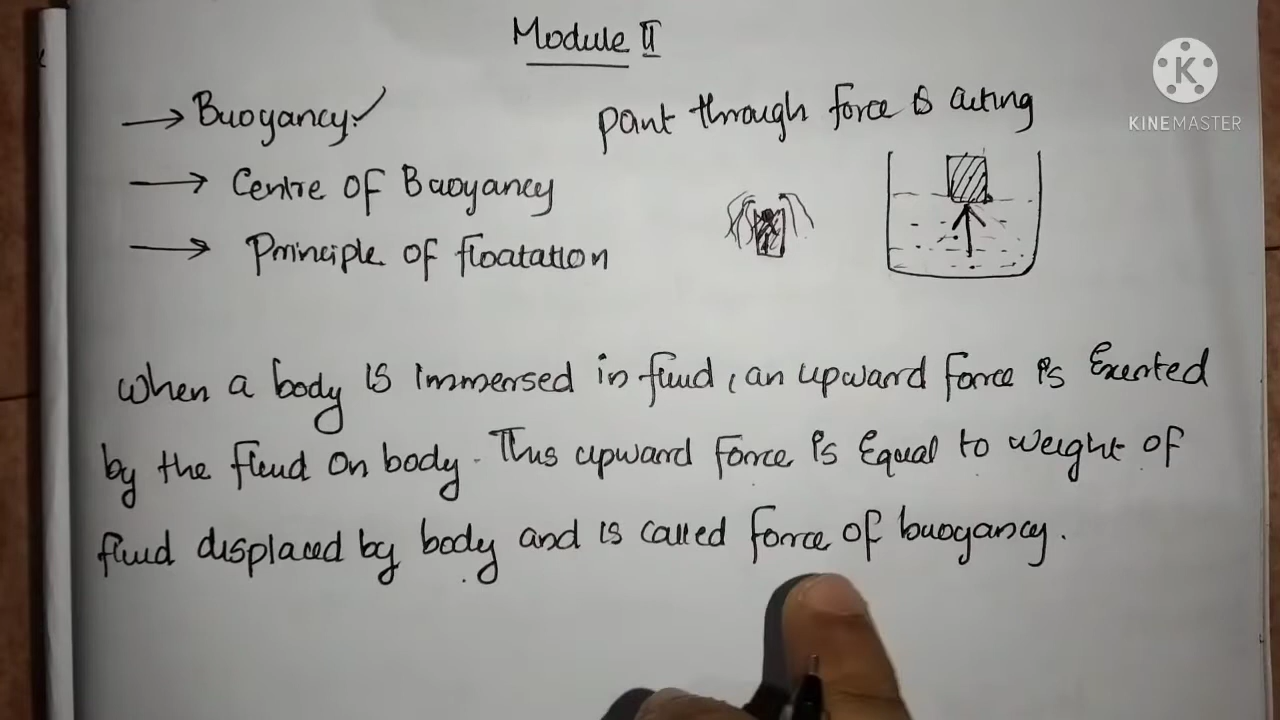 Module II
→ Buoyancy ✓
point through force is acting
→ Centre of Buoyancy
→ Principle of floatation
When a body is immersed in fluid, an upward force is Exerted
by the fluid on body. This upward force is Equal to weight of
fluid displaced by body and is called force of buoyancy.
K
KINEMASTER